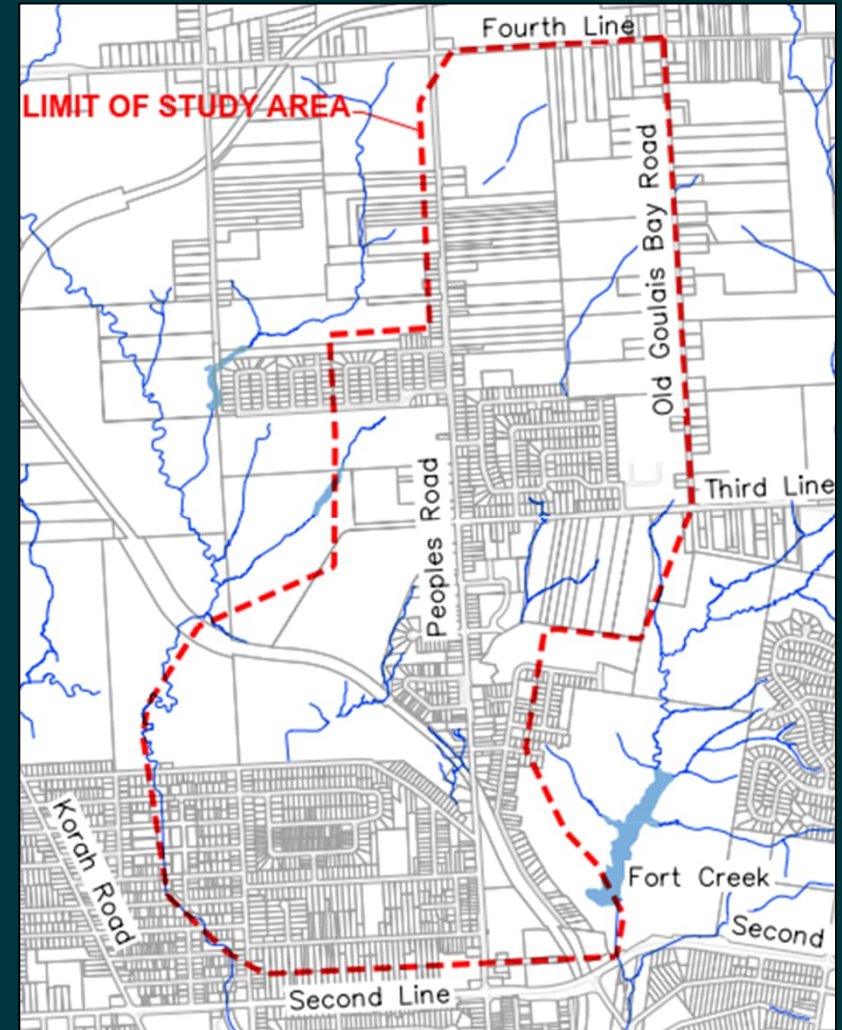 Fourth Line
LIMIT OF STUDY AREA
Old Goulais Bay Road
Peoples Road
Third Line
Korah Road
Fort Creek
Second
Second Line